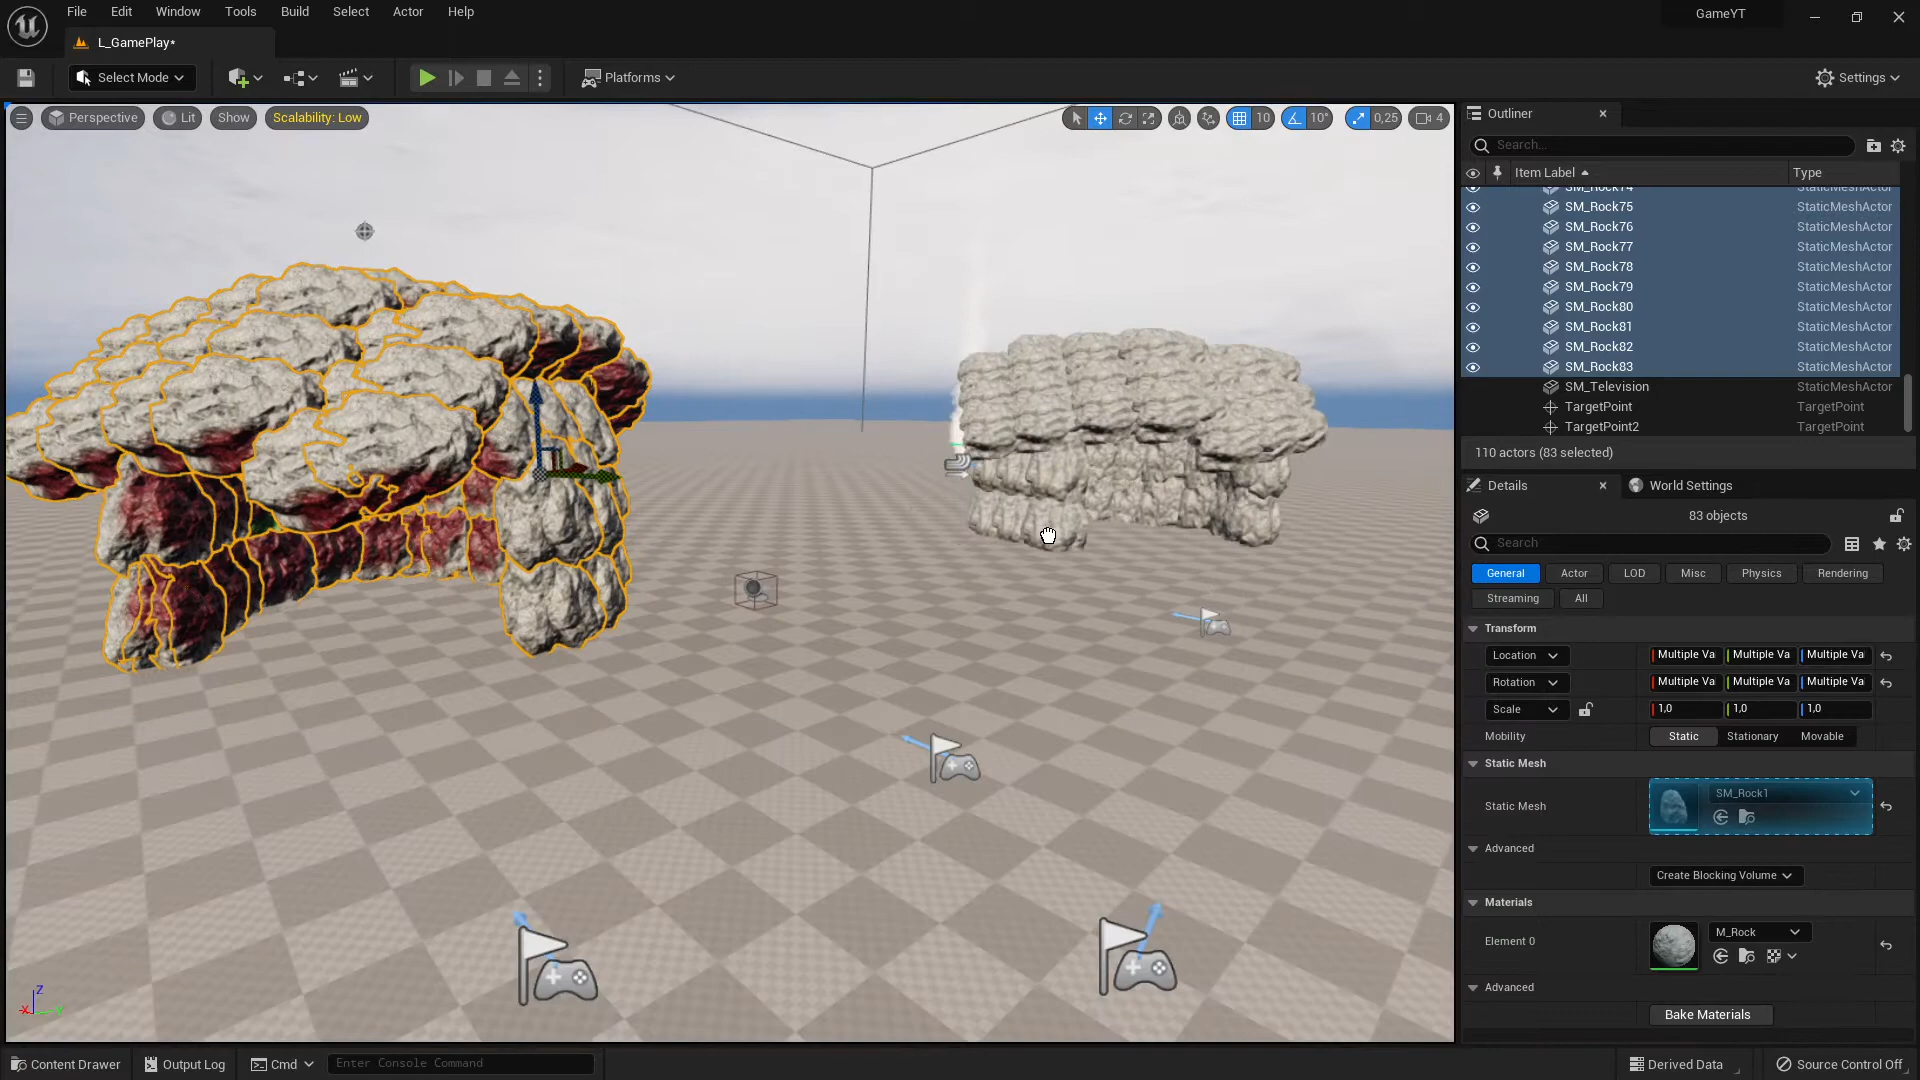 File Edit Window Tools Build Select Actor Help
GameYT
L_GamePlay*
Select Mode
Platforms
Settings
Perspective Lit Show Scalability: Low
10 10° 0,25 4
Outliner
Search...
Item Label Type
SM_Rock74 StaticMeshActor
SM_Rock75 StaticMeshActor
SM_Rock76 StaticMeshActor
SM_Rock77 StaticMeshActor
SM_Rock78 StaticMeshActor
SM_Rock79 StaticMeshActor
SM_Rock80 StaticMeshActor
SM_Rock81 StaticMeshActor
SM_Rock82 StaticMeshActor
SM_Rock83 StaticMeshActor
SM_Television StaticMeshActor
TargetPoint TargetPoint
TargetPoint2 TargetPoint
110 actors (83 selected)
Details World Settings
83 objects
Search
General Actor LOD Misc Physics Rendering
Streaming All
Transform
Location Multiple Va Multiple Va Multiple Va
Rotation Multiple Va Multiple Va Multiple Va
Scale 1,0 1,0 1,0
Mobility Static Stationary Movable
Static Mesh
Static Mesh SM_Rock1
Advanced
Create Blocking Volume
Materials
Element 0 M_Rock
Advanced
Bake Materials
Z
X Y
Content Drawer Output Log Cmd Enter Console Command
Derived Data Source Control Off